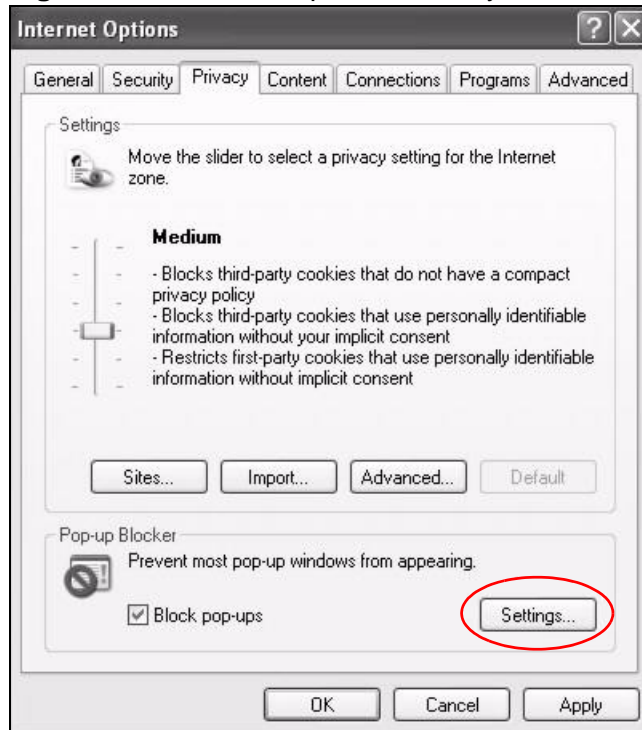 Internet Options
General Security Privacy Content Connections Programs Advanced
Settings
Move the slider to select a privacy setting for the Internet
zone.
Medium
- Blocks third-party cookies that do not have a compact
privacy policy
- Blocks third-party cookies that use personally identifiable
information without your implicit consent
- Restricts first-party cookies that use personally identifiable
information without implicit consent
Sites... Import... Advanced... Default
Pop-up Blocker
Prevent most pop-up windows from appearing.
Block pop-ups Settings...
OK Cancel Apply